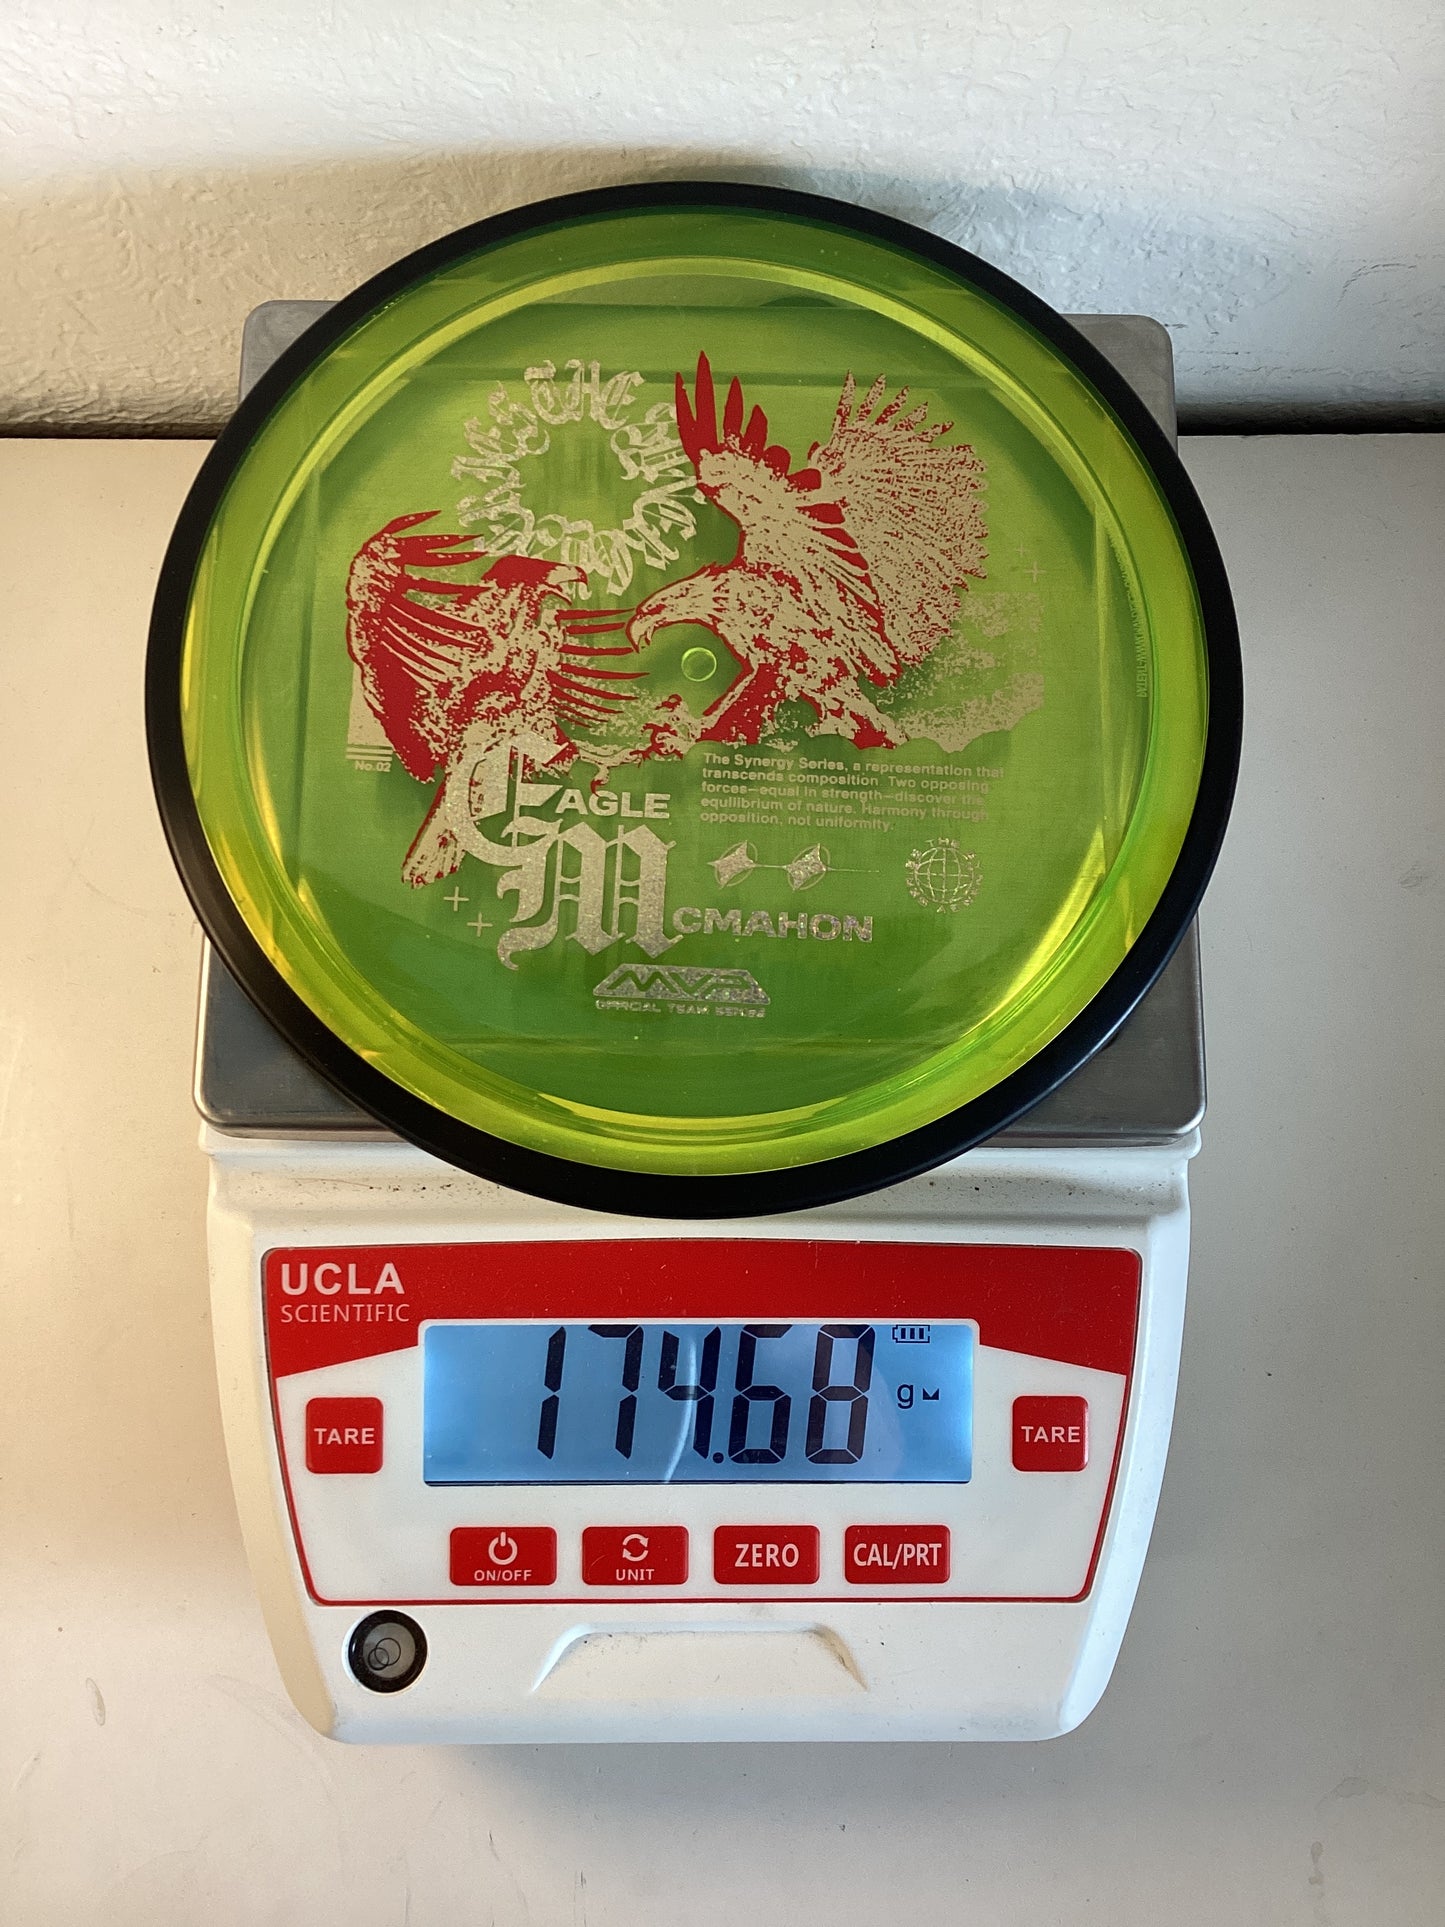 No.02
The Synergy Series, a representation that
transcends composition. Two opposing
forces—equal in strength—discover the
equilibrium of nature. Harmony through
opposition, not uniformity.
EAGLE
MCMAHON
MVP
OFFICIAL TEAM SERIES
UCLA
SCIENTIFIC
174.68 g
TARE
TARE
ON/OFF
UNIT
ZERO
CAL/PRT